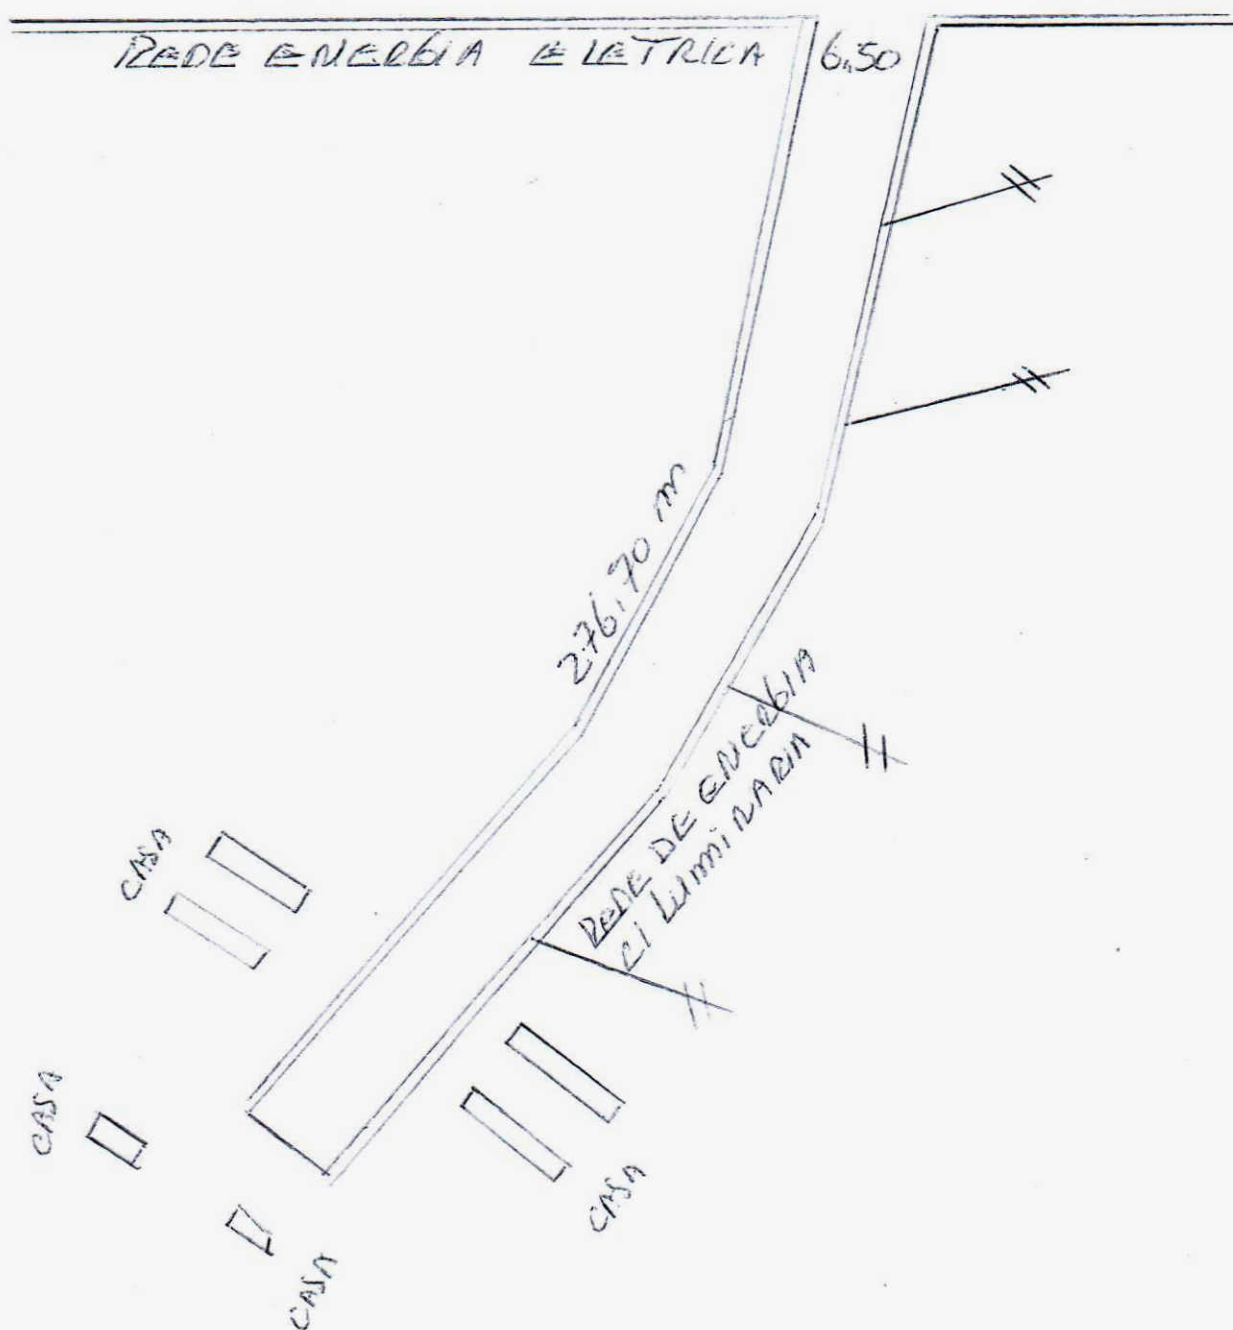 REDE ENERGIA ELETRICA
6,50
276,70 m
REDE DE ENERGIA
C/ LUMINARIA
CASA
CASA
CASA
CASA